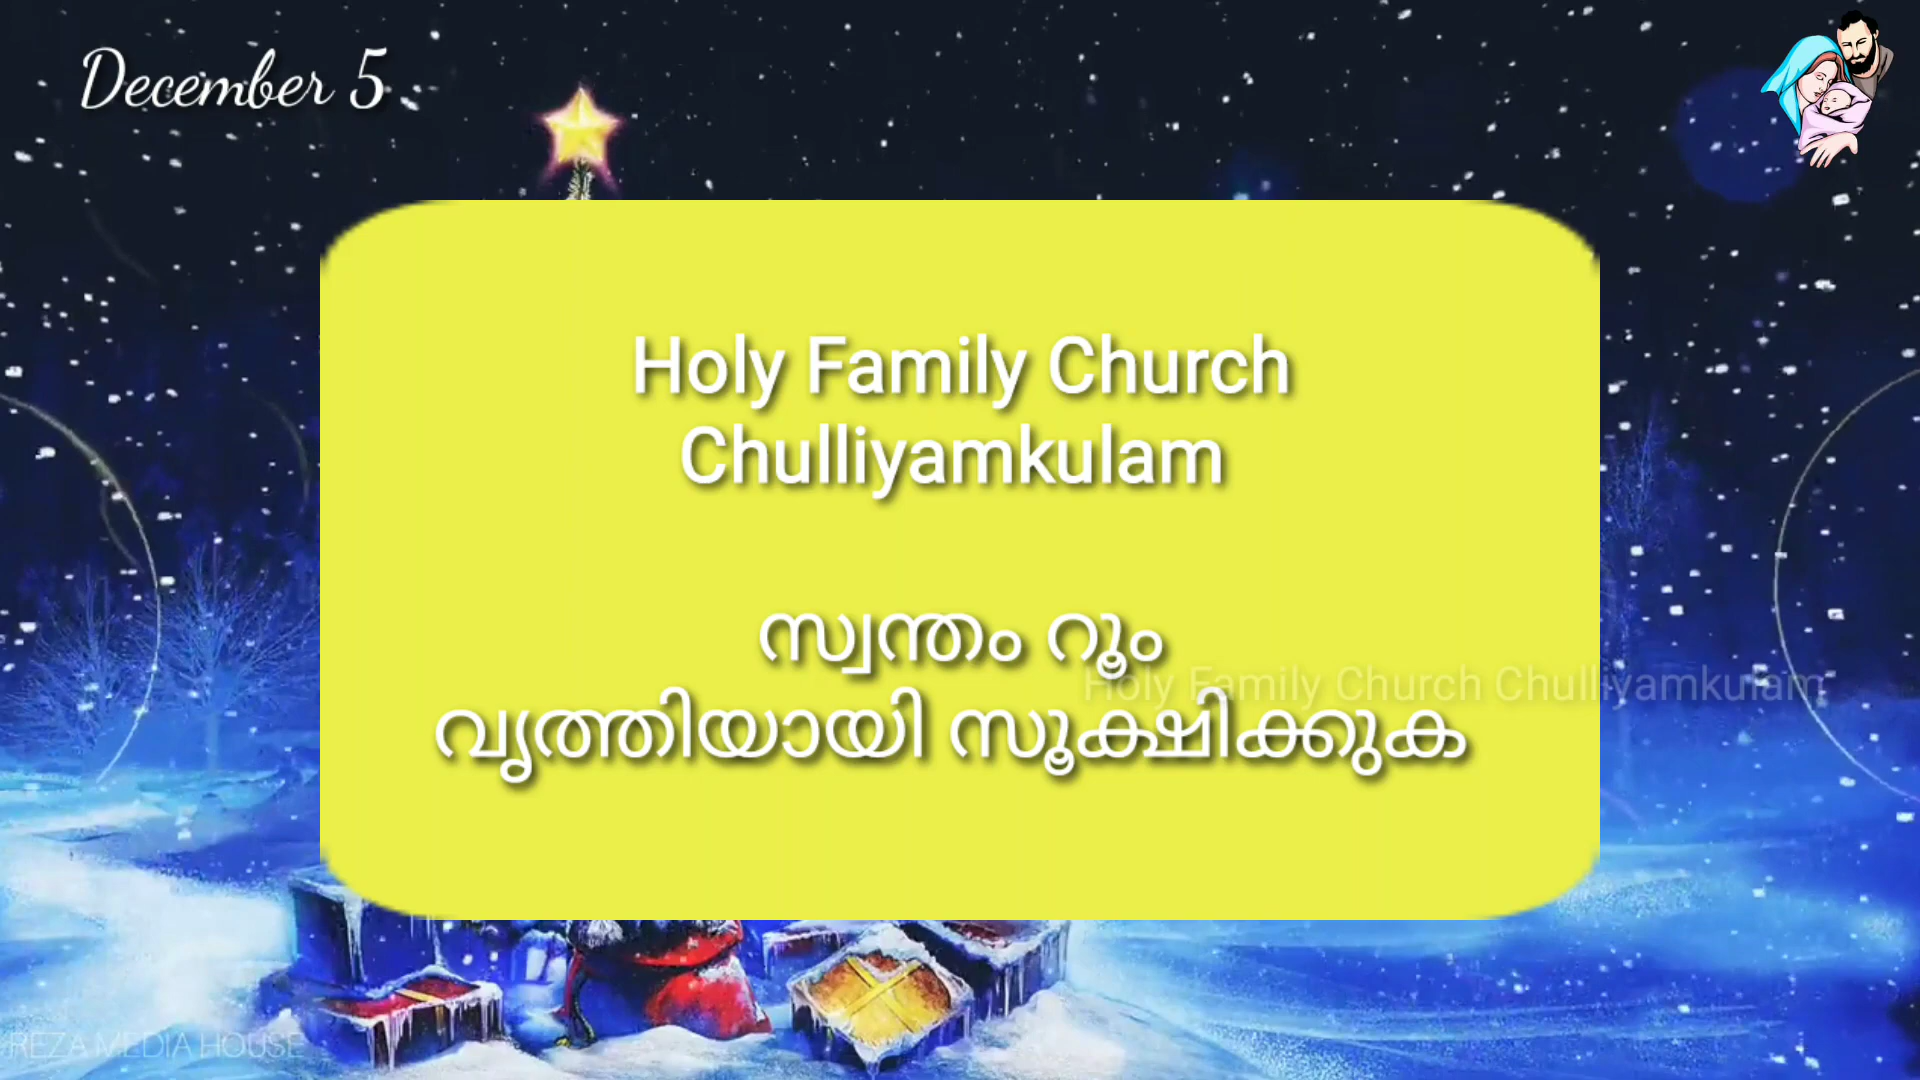 December 5
Holy Family Church
Chulliyamkulam
സ്വന്തം റൂം
വൃത്തിയായി സൂക്ഷിക്കുക
Holy Family Church Chulliyamkulam
REZA MEDIA HOUSE